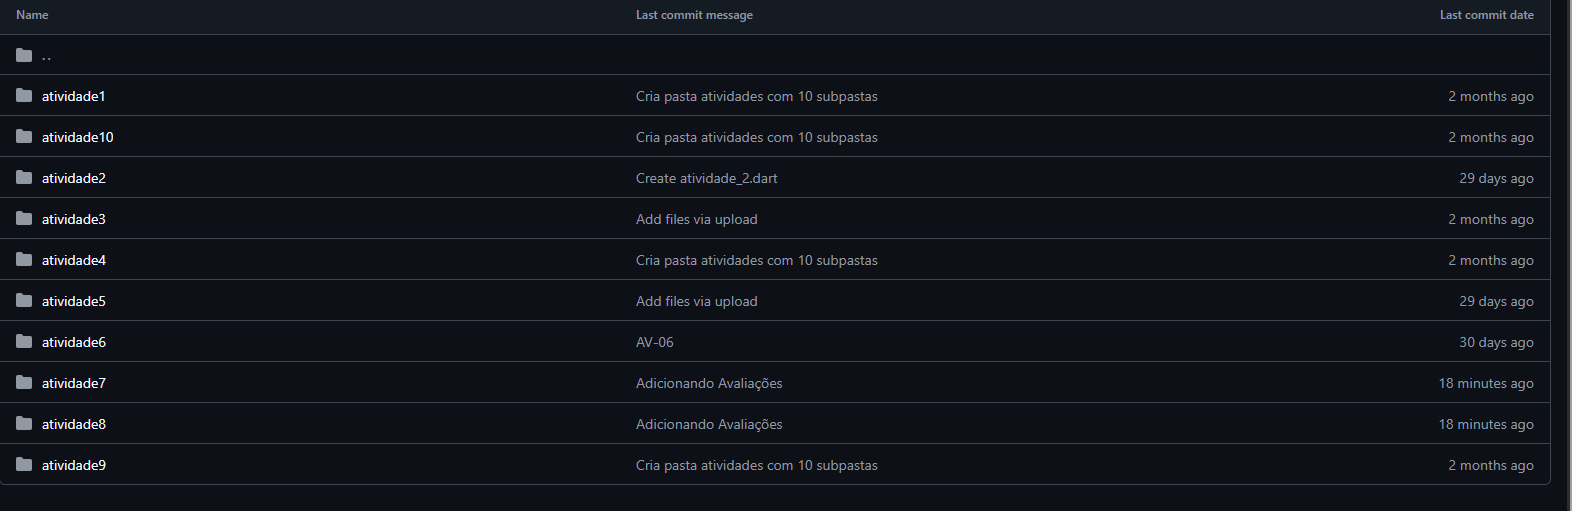 Name Last commit message Last commit date
..
atividade1 Cria pasta atividades com 10 subpastas 2 months ago
atividade10 Cria pasta atividades com 10 subpastas 2 months ago
atividade2 Create atividade_2.dart 29 days ago
atividade3 Add files via upload 2 months ago
atividade4 Cria pasta atividades com 10 subpastas 2 months ago
atividade5 Add files via upload 29 days ago
atividade6 AV-06 30 days ago
atividade7 Adicionando Avaliações 18 minutes ago
atividade8 Adicionando Avaliações 18 minutes ago
atividade9 Cria pasta atividades com 10 subpastas 2 months ago